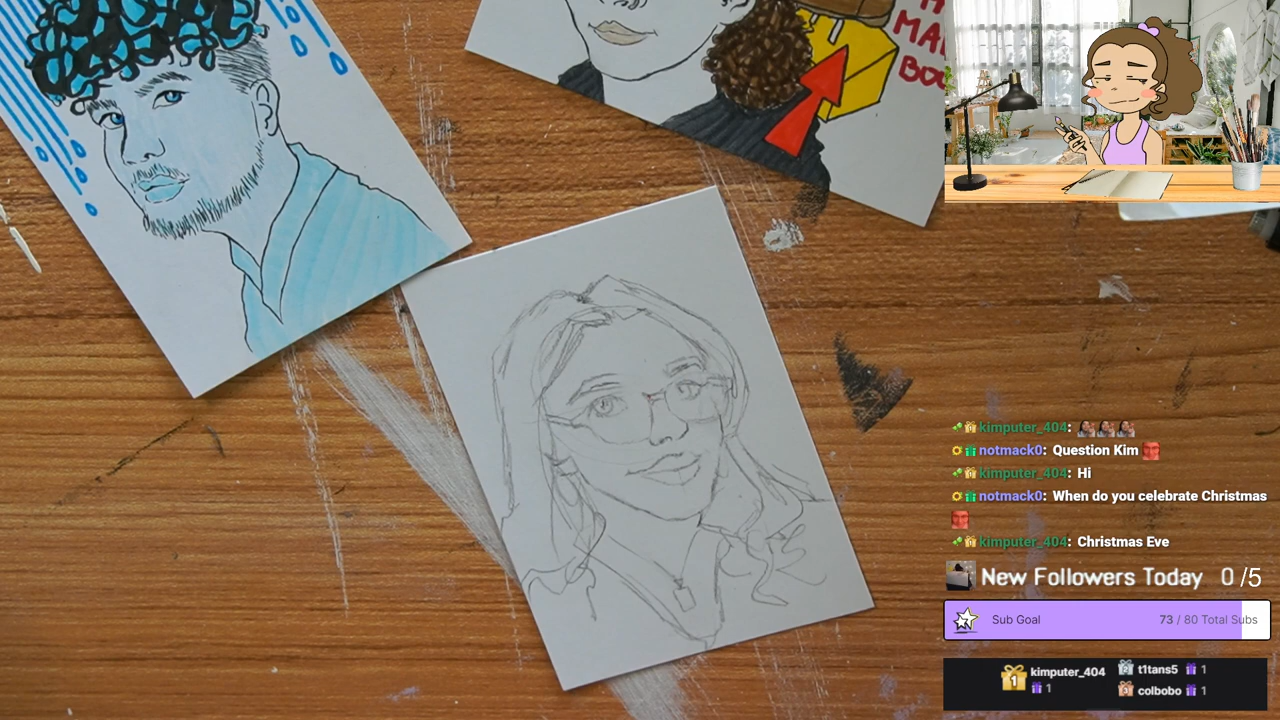 kimputer_404:
notmack0: Question Kim
kimputer_404: Hi
notmack0: When do you celebrate Christmas
kimputer_404: Christmas Eve
New Followers Today 0 /5
Sub Goal 73 / 80 Total Subs
kimputer_404
1
1
t1tans5 1
colbobo 1